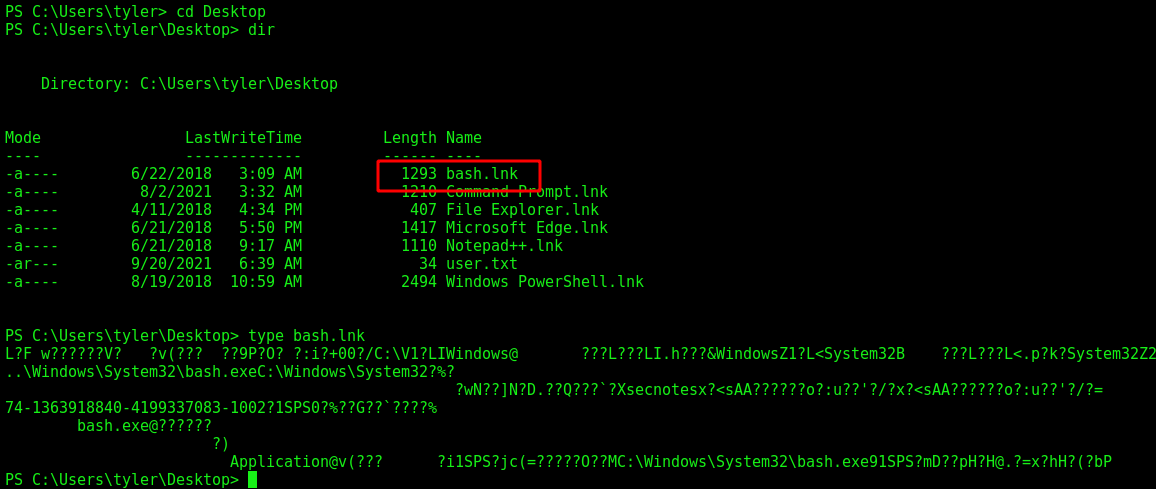 PS C:\Users\tyler> cd Desktop
PS C:\Users\tyler\Desktop> dir
Directory: C:\Users\tyler\Desktop
Mode                LastWriteTime         Length Name
----                -------------         ------ ----
-a----        6/22/2018   3:09 AM           1293 bash.lnk
-a----         8/2/2021   3:32 AM           1210 Command Prompt.lnk
-a----        4/11/2018   4:34 PM            407 File Explorer.lnk
-a----        6/21/2018   5:50 PM           1417 Microsoft Edge.lnk
-a----        6/21/2018   9:17 AM           1110 Notepad++.lnk
-ar---        9/20/2021   6:39 AM             34 user.txt
-a----        8/19/2018  10:59 AM           2494 Windows PowerShell.lnk
PS C:\Users\tyler\Desktop> type bash.lnk
L?F w??????V?   ?v(???  ??9P?O? ?:i?+00?/C:\V1?LIWindows@       ???L???LI.h???&WindowsZ1?L<System32B    ???L???L<.p?k?System32Z2
..\Windows\System32\bash.exeC:\Windows\System32?%?
?wN??]N?D.??Q???`?Xsecnotesx?<sAA??????o?:u??'?/?x?<sAA??????o?:u??'?/?=
74-1363918840-4199337083-1002?1SPS0?%??G??`????%
bash.exe@??????
?)
Application@v(???      ?i1SPS?jc(=?????O??MC:\Windows\System32\bash.exe91SPS?mD??pH?H@.?=x?hH?(?bP
PS C:\Users\tyler\Desktop>